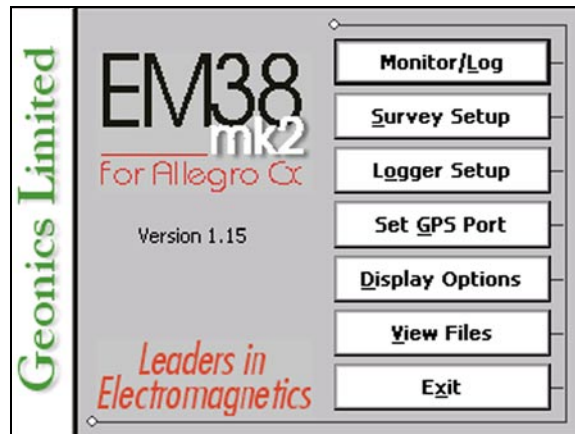 Geonics Limited
EM38
mk2
for Allegro Cx
Version 1.15
Leaders in
Electromagnetics
Monitor/Log
Survey Setup
Logger Setup
Set GPS Port
Display Options
View Files
Exit